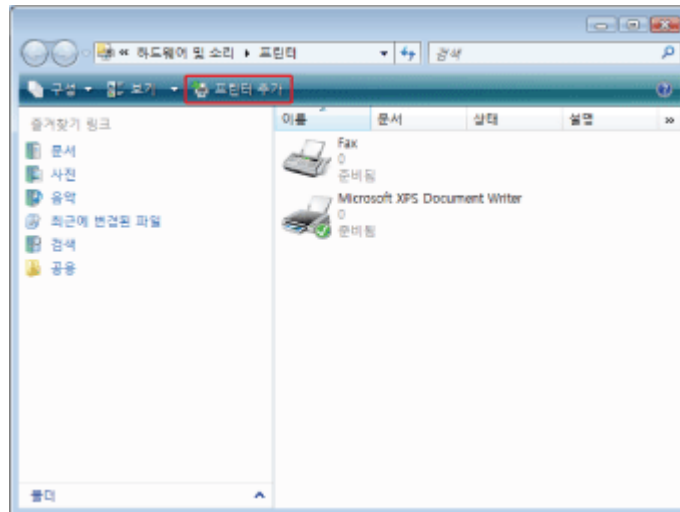 « 하드웨어 및 소리 ▸ 프린터
검색
구성
보기
프린터 추가
즐겨찾기 링크
문서
사진
음악
최근에 변경된 파일
검색
공용
폴더
이름
문서
상태
설명
»
Fax
0
준비됨
Microsoft XPS Document Writer
0
준비됨